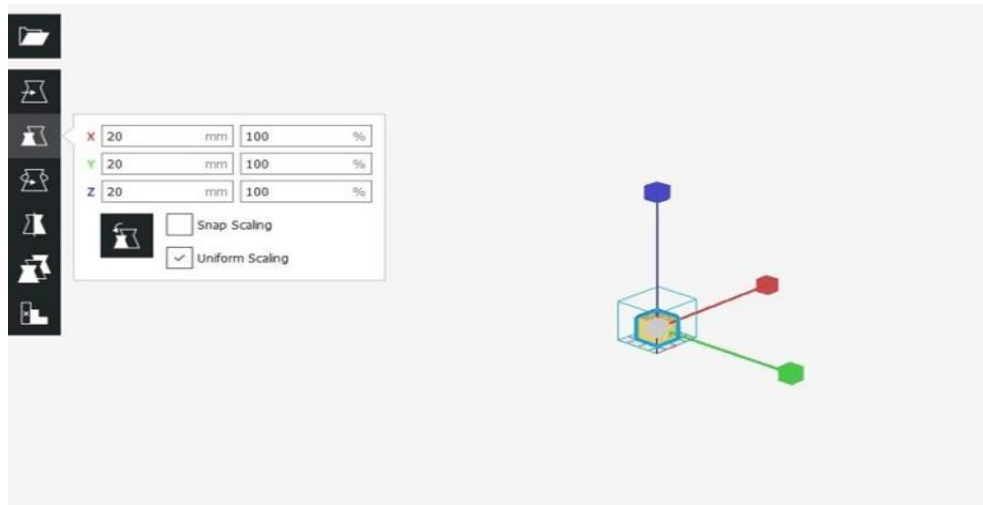 X 20 mm 100 %
Y 20 mm 100 %
Z 20 mm 100 %
Snap Scaling
Uniform Scaling